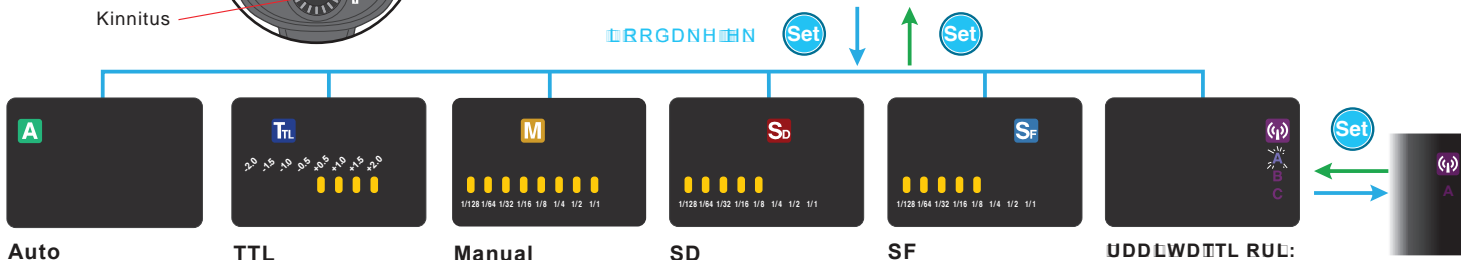 Kinnitus
Set
Set
A
TTL
-2.0 -1.5 -1.0 -0.5 +0.5 +1.0 +1.5 +2.0
M
1/128 1/64 1/32 1/16 1/8 1/4 1/2 1/1
SD
1/128 1/64 1/32 1/16 1/8 1/4 1/2 1/1
SF
1/128 1/64 1/32 1/16 1/8 1/4 1/2 1/1
A
B
C
Set
A
Auto
TTL
Manual
SD
SF
TTL